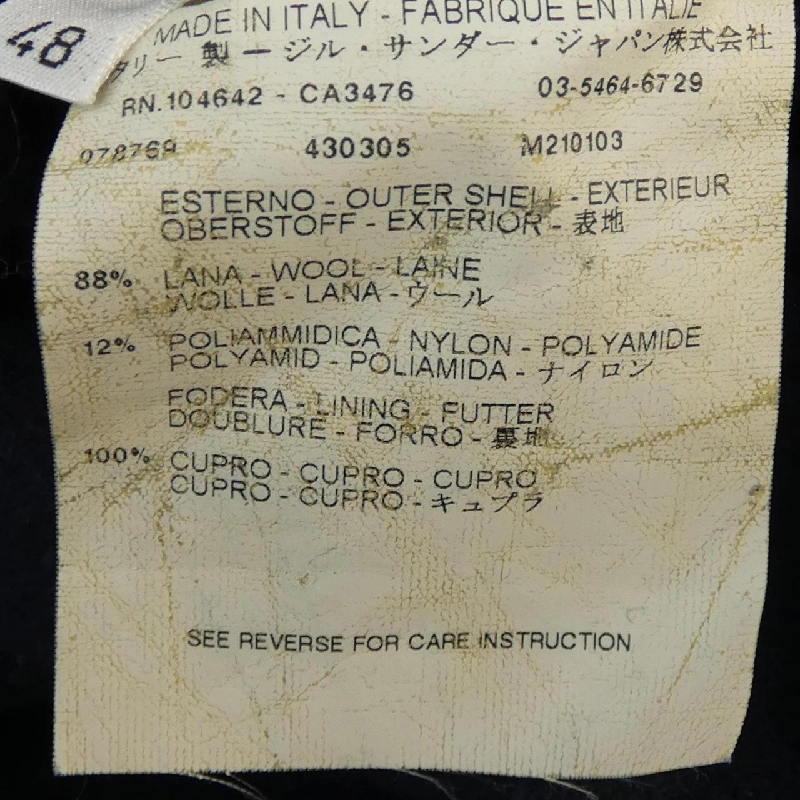 48
MADE IN ITALY - FABRIQUE EN ITALIE
タリー 製 ージル・サンダー・ジャパン株式会社
RN.104642 - CA3476 03-5464-6729
078769 430305 M210103
ESTERNO - OUTER SHELL - EXTERIEUR
OBERSTOFF - EXTERIOR - 表地
88% LANA - WOOL - LAINE
WOLLE - LANA - ウール
12% POLIAMMIDICA - NYLON - POLYAMIDE
POLYAMID - POLIAMIDA - ナイロン
FODERA - LINING - FUTTER
DOUBLURE - FORRO - 裏地
100% CUPRO - CUPRO - CUPRO
CUPRO - CUPRO - キュプラ
SEE REVERSE FOR CARE INSTRUCTION